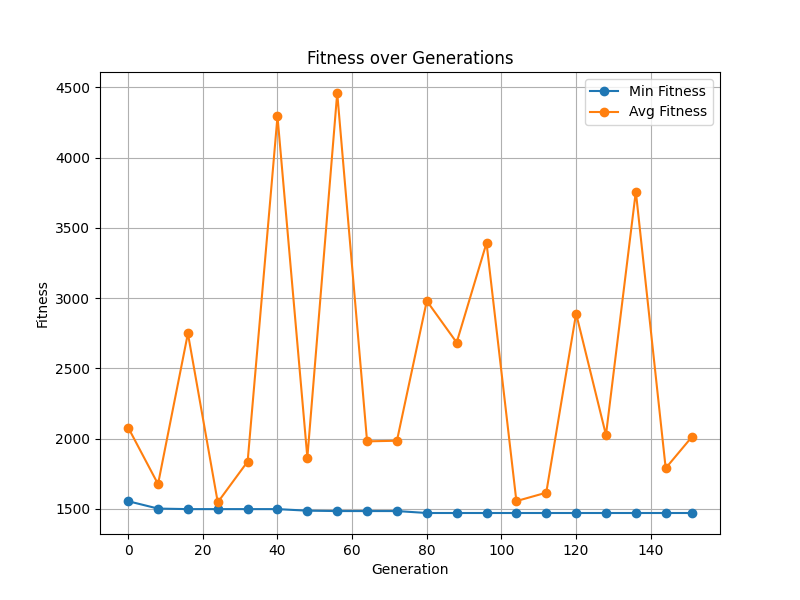 Fitness over Generations
Min Fitness
Avg Fitness
4500
4000
3500
3000
2500
2000
1500
Fitness
0 20 40 60 80 100 120 140
Generation